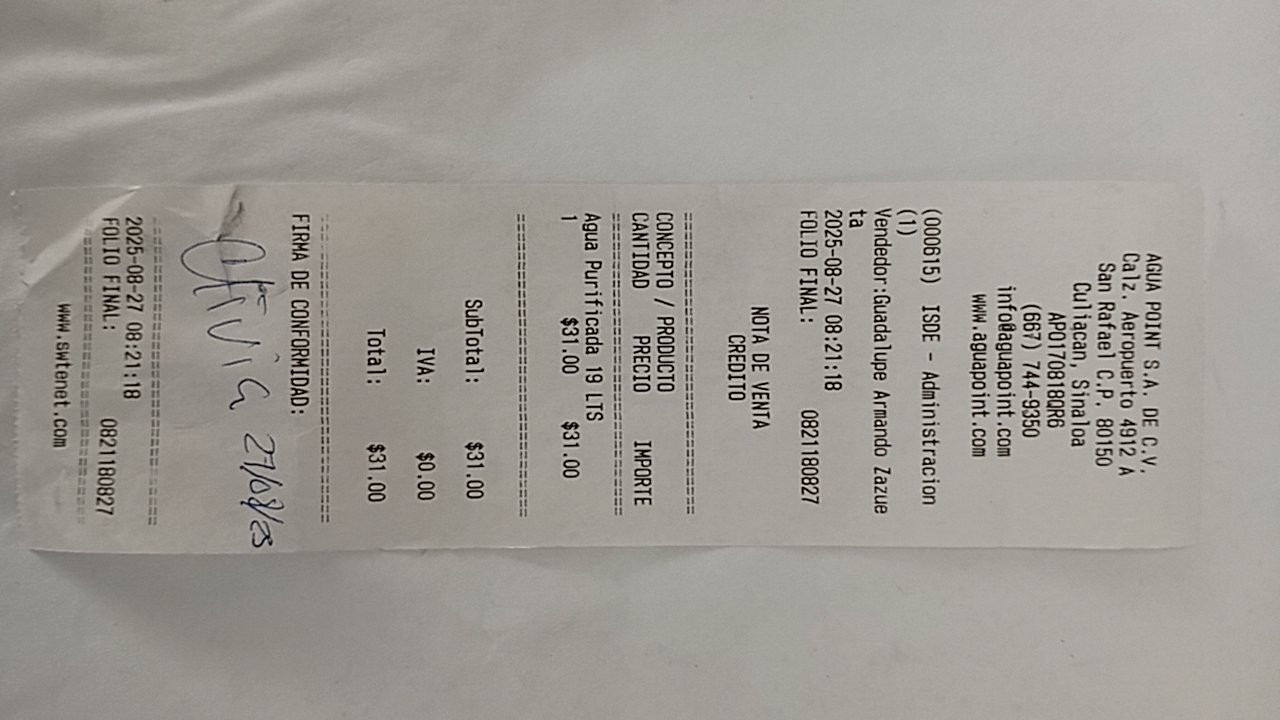 AGUA POINT S.A. DE C.V.
Calz. Aeropuerto 4912 A
San Rafael C.P. 80150
Culiacan, Sinaloa
APO170818QR6
(667) 744-9350
info@aguapoint.com
www.aguapoint.com
(000615) ISDE - Administracion
(1)
Vendedor:Guadalupe Armando Zazue
ta
2025-08-27 08:21:18
FOLIO FINAL: 0821180827
NOTA DE VENTA
CREDITO
================================
CONCEPTO / PRODUCTO
CANTIDAD PRECIO IMPORTE
================================
Agua Purificada 19 LTS
1 $31.00 $31.00
================================
SubTotal: $31.00
IVA: $0.00
Total: $31.00
================================
FIRMA DE CONFORMIDAD:
Olivia 27/08/25
================================
2025-08-27 08:21:18
FOLIO FINAL: 0821180827
================================
www.swtenet.com